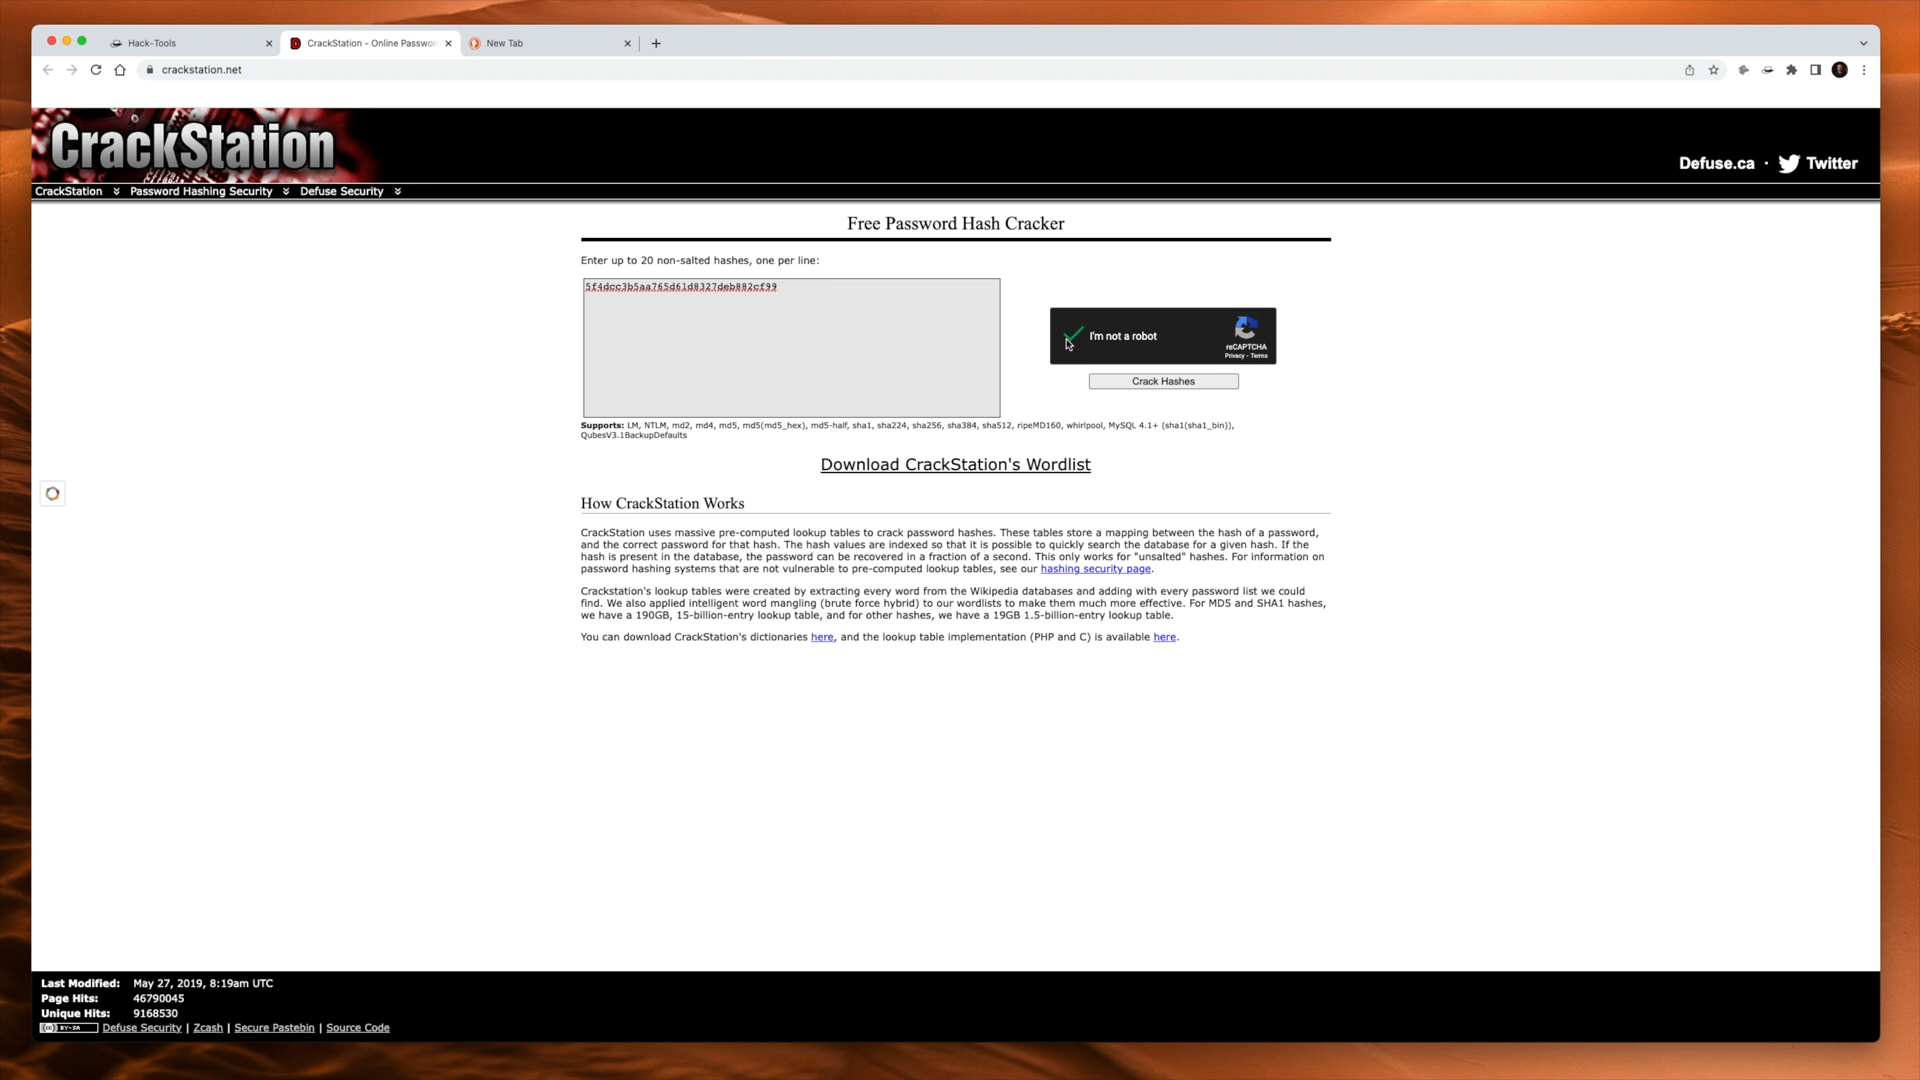 Hack-Tools
CrackStation - Online Passwor
New Tab
crackstation.net
CrackStation
Defuse.ca · Twitter
CrackStation Password Hashing Security Defuse Security
Free Password Hash Cracker
Enter up to 20 non-salted hashes, one per line:
5f4dcc3b5aa765d61d8327deb882cf99
I'm not a robot
reCAPTCHA
Privacy - Terms
Crack Hashes
Supports: LM, NTLM, md2, md4, md5, md5(md5_hex), md5-half, sha1, sha224, sha256, sha384, sha512, ripeMD160, whirlpool, MySQL 4.1+ (sha1(sha1_bin)),
QubesV3.1BackupDefaults
Download CrackStation's Wordlist
How CrackStation Works
CrackStation uses massive pre-computed lookup tables to crack password hashes. These tables store a mapping between the hash of a password,
and the correct password for that hash. The hash values are indexed so that it is possible to quickly search the database for a given hash. If the
hash is present in the database, the password can be recovered in a fraction of a second. This only works for "unsalted" hashes. For information on
password hashing systems that are not vulnerable to pre-computed lookup tables, see our hashing security page.
Crackstation's lookup tables were created by extracting every word from the Wikipedia databases and adding with every password list we could
find. We also applied intelligent word mangling (brute force hybrid) to our wordlists to make them much more effective. For MD5 and SHA1 hashes,
we have a 190GB, 15-billion-entry lookup table, and for other hashes, we have a 19GB 1.5-billion-entry lookup table.
You can download CrackStation's dictionaries here, and the lookup table implementation (PHP and C) is available here.
Last Modified: May 27, 2019, 8:19am UTC
Page Hits: 46790045
Unique Hits: 9168530
(cc) BY-SA Defuse Security | Zcash | Secure Pastebin | Source Code